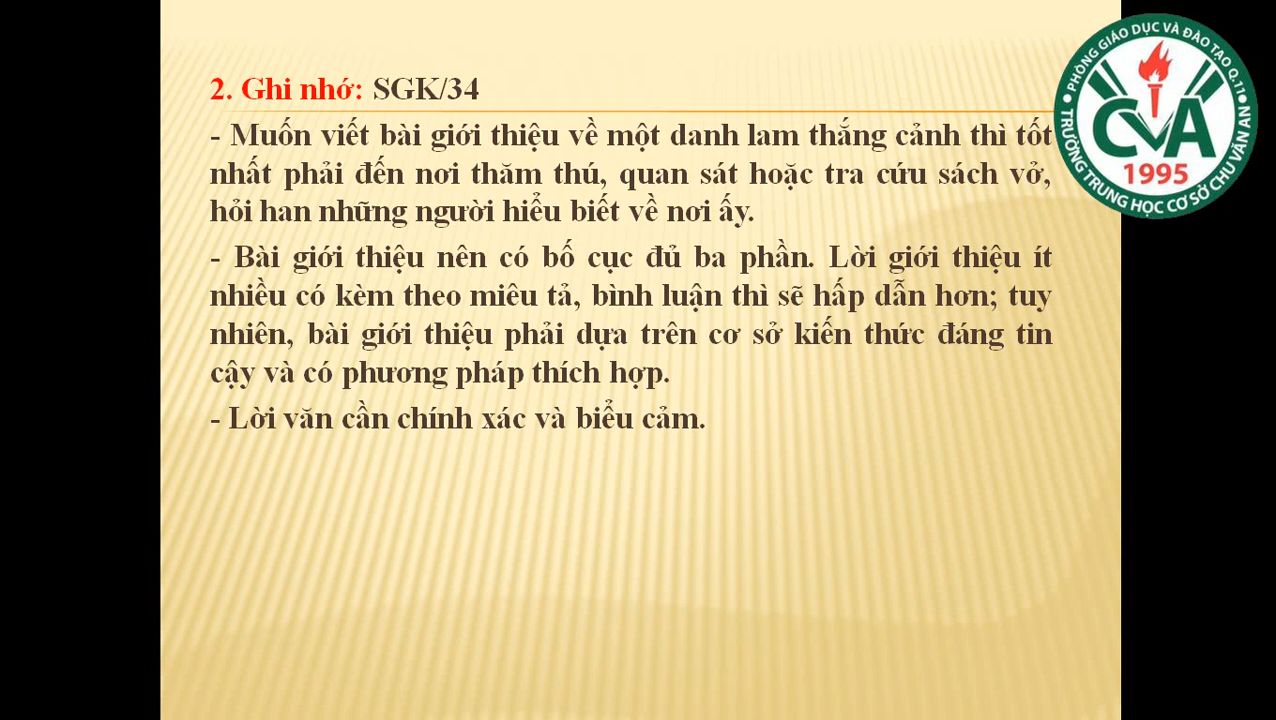 2. Ghi nhớ: SGK/34
- Muốn viết bài giới thiệu về một danh lam thắng cảnh thì tốt
nhất phải đến nơi thăm thú, quan sát hoặc tra cứu sách vở,
hỏi han những người hiểu biết về nơi ấy.
- Bài giới thiệu nên có bố cục đủ ba phần. Lời giới thiệu ít
nhiều có kèm theo miêu tả, bình luận thì sẽ hấp dẫn hơn; tuy
nhiên, bài giới thiệu phải dựa trên cơ sở kiến thức đáng tin
cậy và có phương pháp thích hợp.
- Lời văn cần chính xác và biểu cảm.
PHÒNG GIÁO DỤC VÀ ĐÀO TẠO Q.11
CVA
1995
TRƯỜNG TRUNG HỌC CƠ SỞ CHU VĂN AN